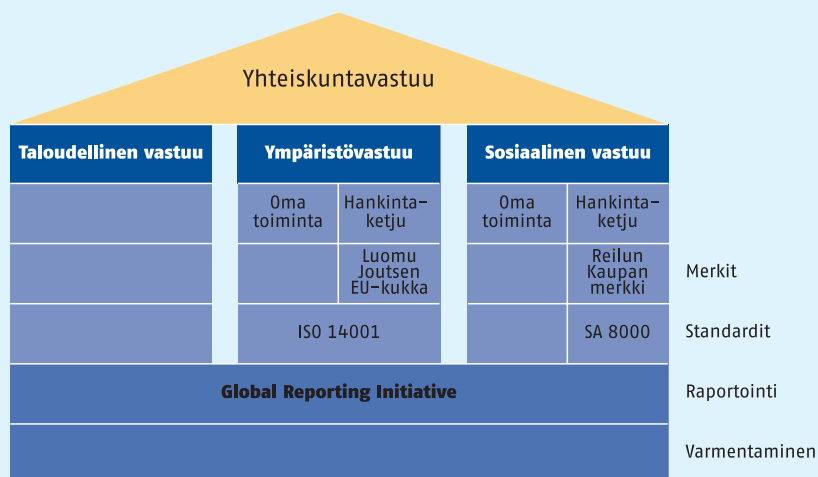 Yhteiskuntavastuu
Taloudellinen vastuu
Ympäristövastuu
Sosiaalinen vastuu
Oma
toiminta
Hankinta-
ketju
Oma
toiminta
Hankinta-
ketju
Luomu
Joutsen
EU-kukka
Reilun
Kaupan
merkki
Merkit
ISO 14001
SA 8000
Standardit
Global Reporting Initiative
Raportointi
Varmentaminen